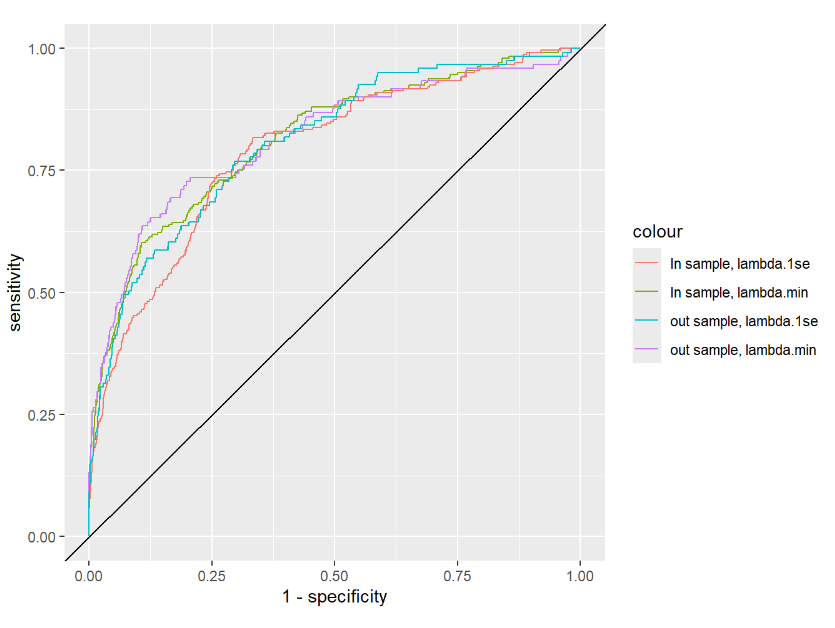 1.00
0.75
0.50
0.25
0.00
sensitivity
0.00 0.25 0.50 0.75 1.00
1 - specificity
colour
In sample, lambda.1se
In sample, lambda.min
out sample, lambda.1se
out sample, lambda.min